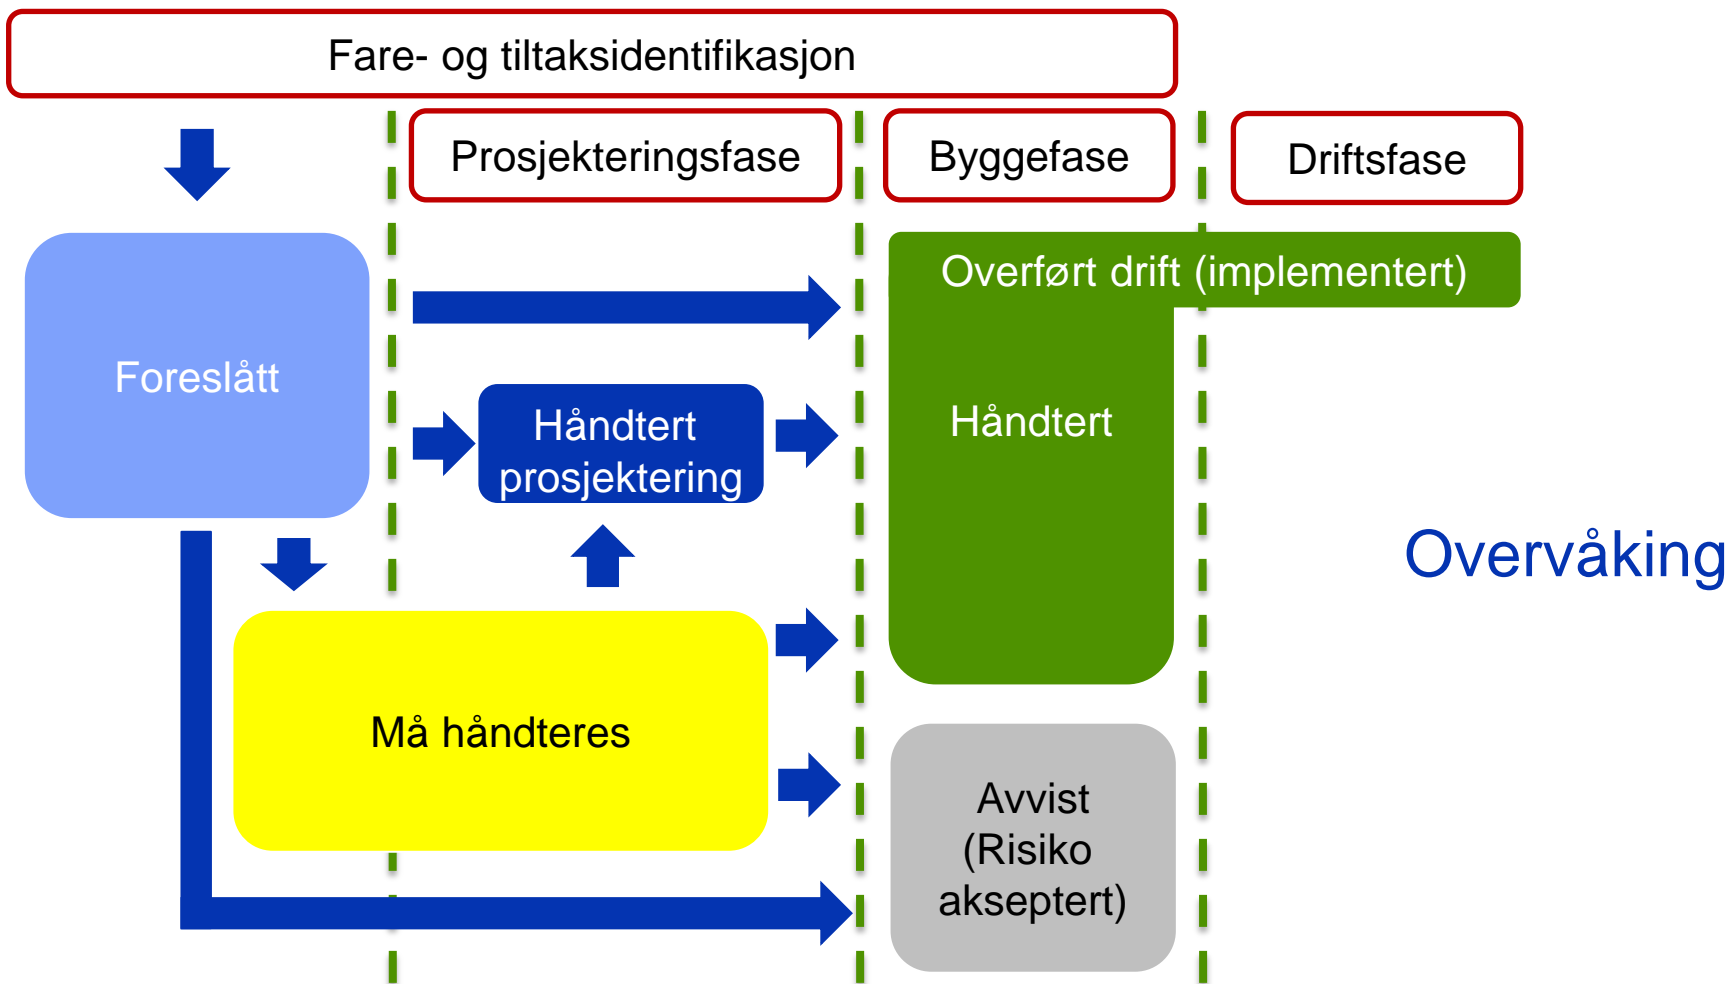 Fare- og tiltaksidentifikasjon
Prosjekteringsfase
Byggefase
Driftsfase
Overført drift (implementert)
Foreslått
Håndtert
prosjektering
Håndtert
Overvåking
Må håndteres
Avvist
(Risiko
akseptert)